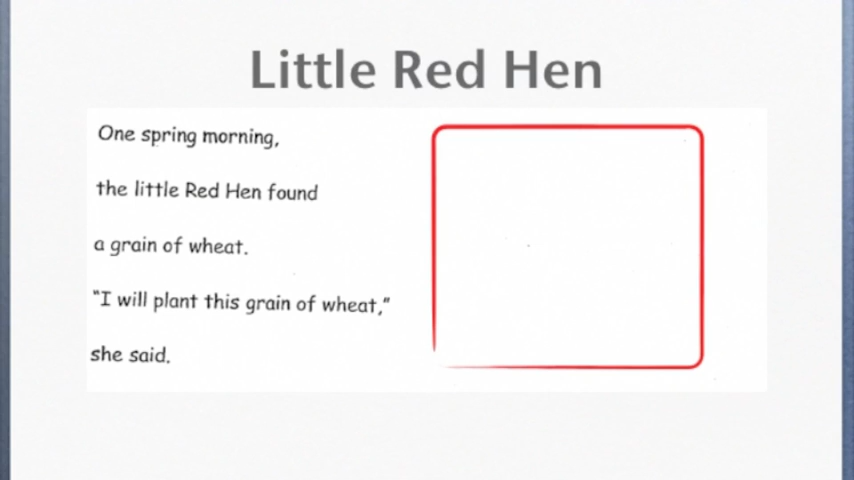 Little Red Hen
One spring morning,
the little Red Hen found
a grain of wheat.
“I will plant this grain of wheat,”
she said.